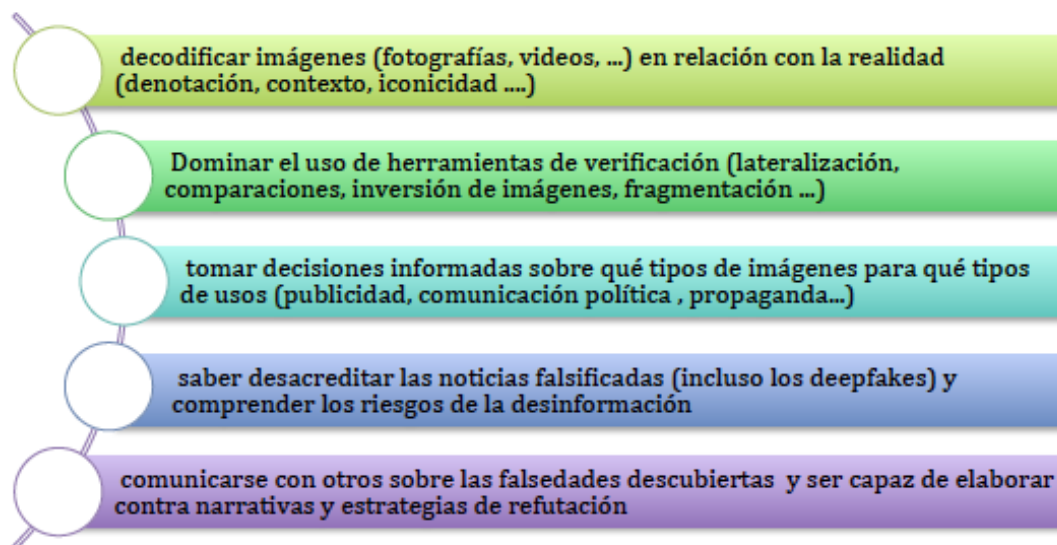 decodificar imágenes (fotografías, videos, ...) en relación con la realidad
(denotación, contexto, iconicidad ....)
Dominar el uso de herramientas de verificación (lateralización,
comparaciones, inversión de imágenes, fragmentación ...)
tomar decisiones informadas sobre qué tipos de imágenes para qué tipos
de usos (publicidad, comunicación política , propaganda...)
saber desacreditar las noticias falsificadas (incluso los deepfakes) y
comprender los riesgos de la desinformación
comunicarse con otros sobre las falsedades descubiertas y ser capaz de elaborar
contra narrativas y estrategias de refutación